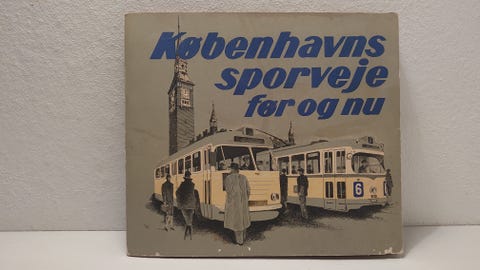 Københavns
sporveje
før og nu
6